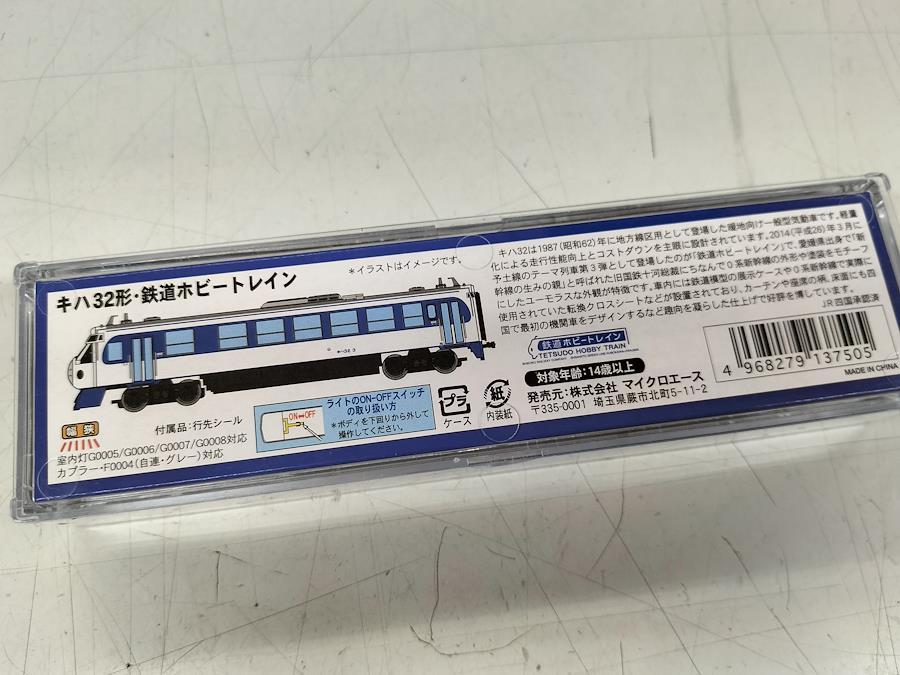 キハ32形・鉄道ホビートレイン
＊イラストはイメージです。
キハ32は1987(昭和62)年に地方線区用として登場した暖地向け一般型気動車です。軽量
化による走行性能向上とコストダウンを主眼に設計されています。2014(平成26)年3月に
予土線のテーマ列車第3弾として登場したのが「鉄道ホビートレイン」で、愛媛県出身で「新
幹線の生みの親」と呼ばれた旧国鉄十河総裁にちなんで0系新幹線の外形や塗装をモチーフ
にしたユーモラスな外観が特徴です。車内には鉄道模型の展示ケースや0系新幹線で実際に
使用されていた転換クロスシートなどが設置されており、カーテンや座席の柄、床面にも四
国で最初の機関車をデザインするなど趣向を凝らした仕上げで好評を博しています。
JR四国承認済
キハ32 3
鉄道ホビートレイン
TETSUDO HOBBY TRAIN
対象年齢:14歳以上
発売元:株式会社 マイクロエース
〒335-0001 埼玉県蕨市北町5-11-2
4 968279 137505
MADE IN CHINA
幅狭
付属品:行先シール
室内灯G0005/G0006/G0007/G0008対応
カプラー・F0004(自連・グレー)対応
ライトのON-OFFスイッチ
の取り扱い方
＊ボディを下回りから外して
操作してください。
ON⇔OFF
プラ
ケース
紙
内装紙